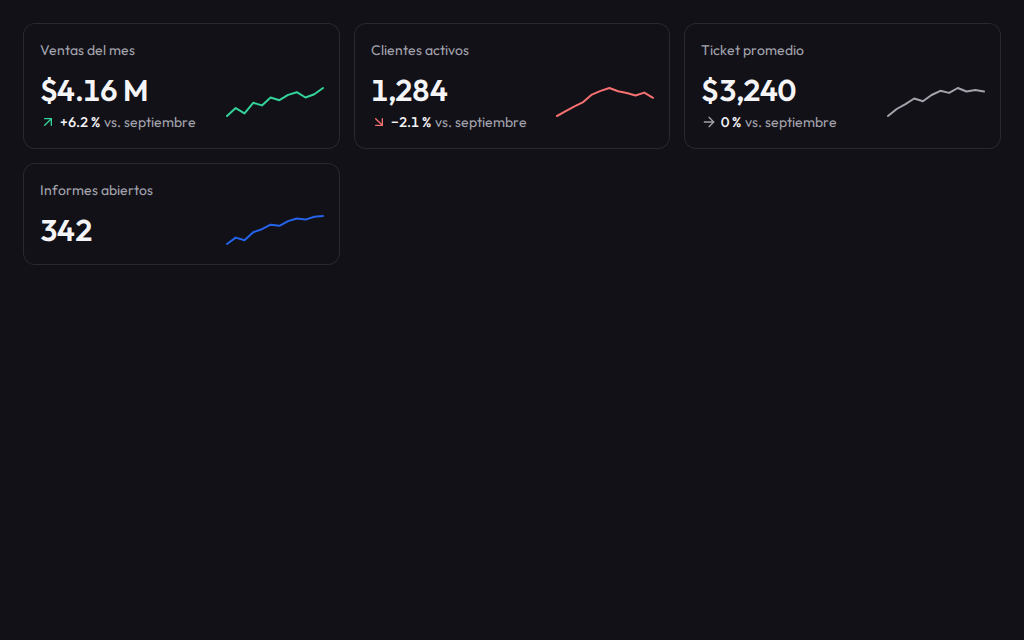 Ventas del mes
$4.16 M
+6.2 % vs. septiembre
Clientes activos
1,284
−2.1 % vs. septiembre
Ticket promedio
$3,240
0 % vs. septiembre
Informes abiertos
342